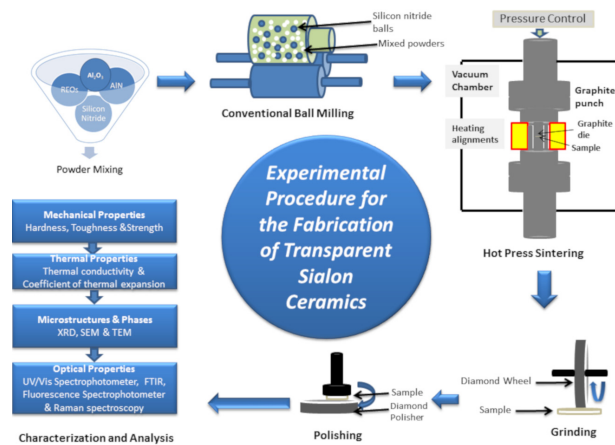 Al₂O₃
REOs
AlN
Silicon
Nitride
Powder Mixing
Silicon nitride
balls
Mixed powders
Conventional Ball Milling
Pressure Control
Vacuum
Chamber
Graphite
punch
Heating
alignments
Graphite
die
Sample
Hot Press Sintering
Experimental
Procedure for
the Fabrication
of Transparent
Sialon
Ceramics
Mechanical Properties
Hardness, Toughness &Strength
Thermal Properties
Thermal conductivity &
Coefficient of thermal expansion
Microstructures & Phases
XRD, SEM & TEM
Optical Properties
UV/Vis Spectrophotometer, FTIR,
Fluorescence Spectrophotometer
& Raman spectroscopy
Characterization and Analysis
Sample
Diamond
Polisher
Polishing
Diamond Wheel
Sample
Grinding